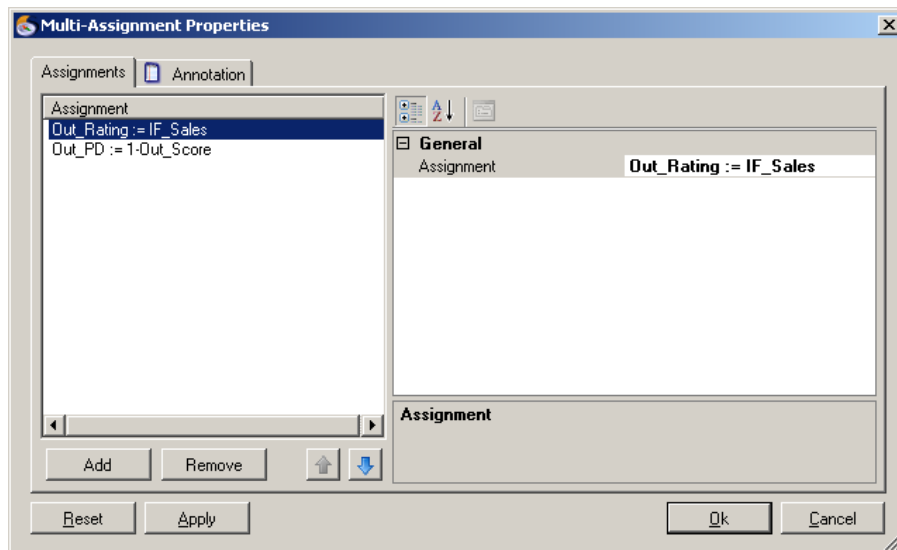 Multi-Assignment Properties
Assignments
Annotation
Assignment
Out_Rating := IF_Sales
Out_PD := 1-Out_Score
General
Assignment Out_Rating := IF_Sales
Assignment
Add Remove
Reset Apply Ok Cancel